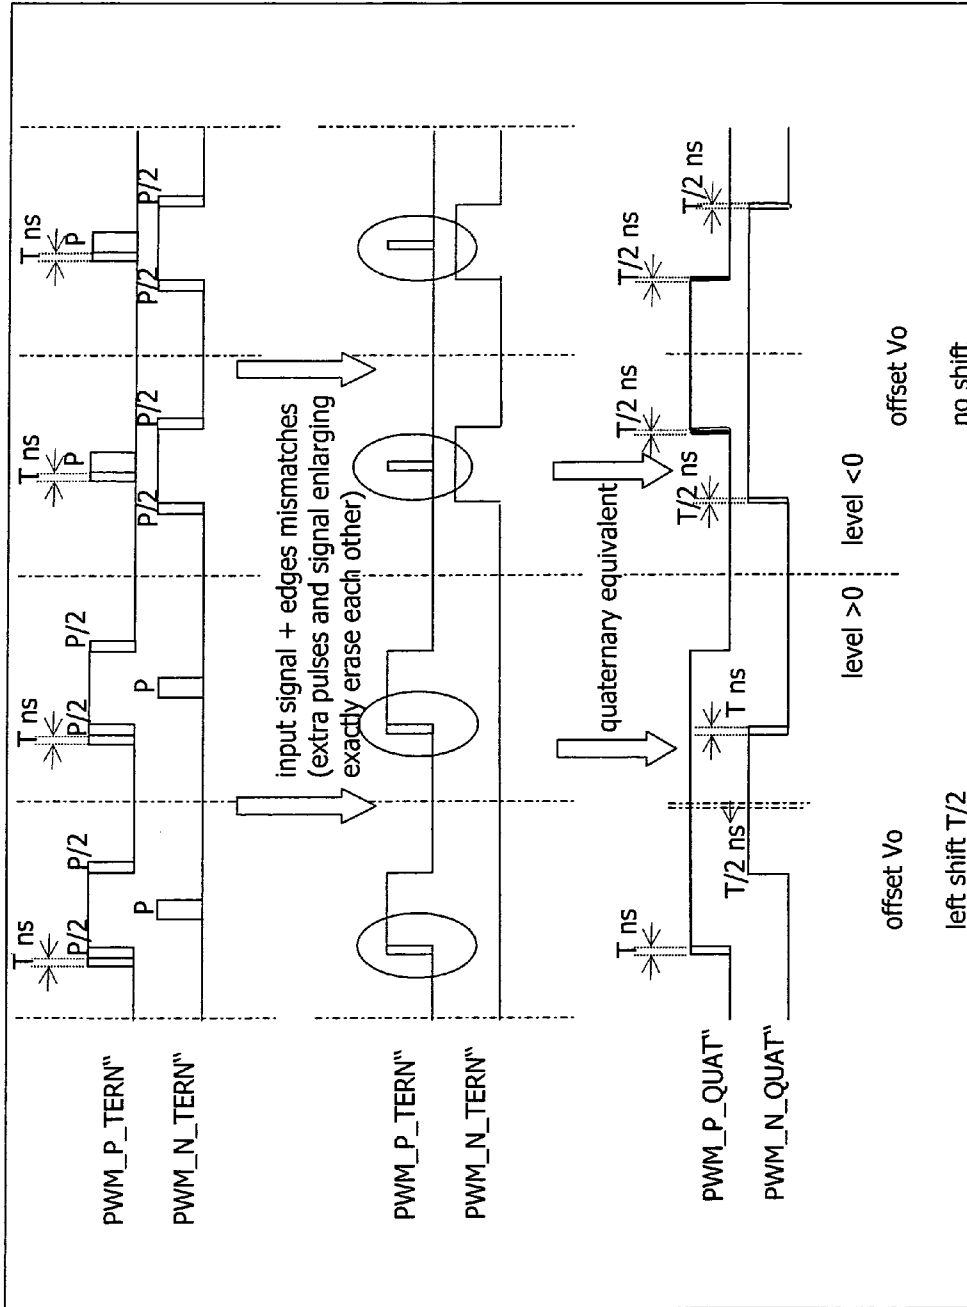 T ns T ns T ns T ns
P/2 P/2 P/2 P/2 P P
PWM_P_TERN"
P P P/2 P/2 P/2 P/2
PWM_N_TERN"
input signal + edges mismatches
(extra pulses and signal enlarging
exactly erase each other)
PWM_P_TERN"
PWM_N_TERN"
quaternary equivalent
T/2 ns T/2 ns T/2 ns T/2 ns
T ns T ns
PWM_P_QUAT"
T/2 ns
PWM_N_QUAT"
level >0 level <0
offset Vo offset Vo
left shift T/2 no shift